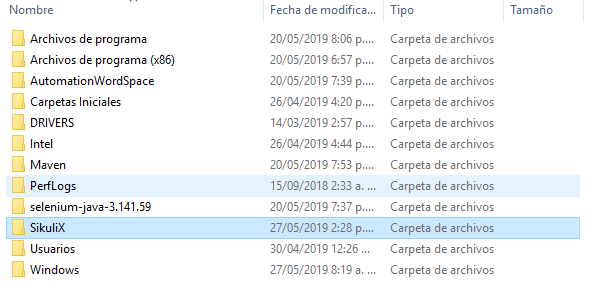 Nombre Fecha de modifica... Tipo Tamaño
Archivos de programa 20/05/2019 8:06 p.... Carpeta de archivos
Archivos de programa (x86) 20/05/2019 6:57 p.... Carpeta de archivos
AutomationWordSpace 20/05/2019 7:39 p.... Carpeta de archivos
Carpetas Iniciales 26/04/2019 4:20 p.... Carpeta de archivos
DRIVERS 14/03/2019 2:57 p.... Carpeta de archivos
Intel 26/04/2019 4:44 p.... Carpeta de archivos
Maven 20/05/2019 7:53 p.... Carpeta de archivos
PerfLogs 15/09/2018 2:33 a. ... Carpeta de archivos
selenium-java-3.141.59 20/05/2019 7:37 p.... Carpeta de archivos
SikuliX 27/05/2019 2:28 p.... Carpeta de archivos
Usuarios 30/04/2019 12:26 ... Carpeta de archivos
Windows 27/05/2019 8:19 a. ... Carpeta de archivos